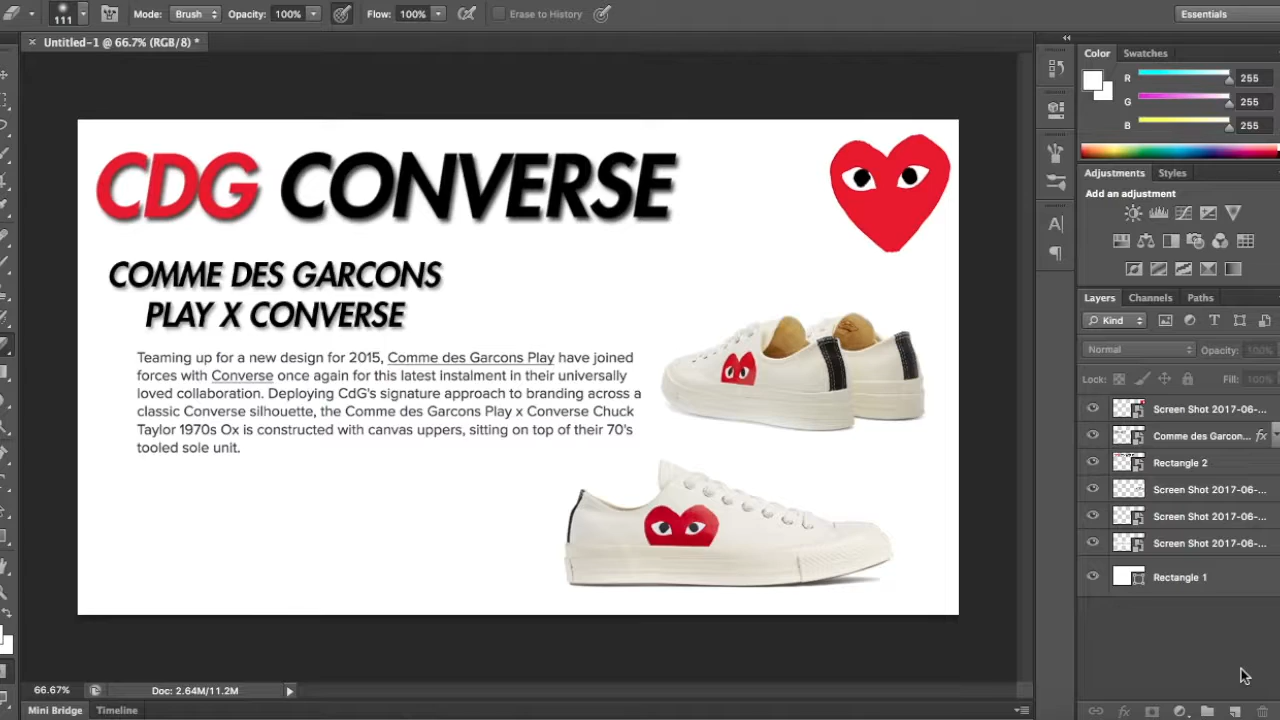 111
Mode: Brush Opacity: 100% Flow: 100% Erase to History Essentials
Untitled-1 @ 66.7% (RGB/8) *
Color Swatches
R 255
G 255
B 255
Adjustments Styles
Add an adjustment
Layers Channels Paths
Kind
Normal Opacity: 100%
Lock: Fill: 100%
Screen Shot 2017-06-...
Comme des Garcon... fx
Rectangle 2
Screen Shot 2017-06-...
Screen Shot 2017-06-...
Screen Shot 2017-06-...
Rectangle 1
CDG CONVERSE
COMME DES GARCONS
PLAY X CONVERSE
Teaming up for a new design for 2015, Comme des Garcons Play have joined
forces with Converse once again for this latest instalment in their universally
loved collaboration. Deploying CdG's signature approach to branding across a
classic Converse silhouette, the Comme des Garcons Play x Converse Chuck
Taylor 1970s Ox is constructed with canvas uppers, sitting on top of their 70's
tooled sole unit.
66.67% Doc: 2.64M/11.2M
Mini Bridge Timeline
fx